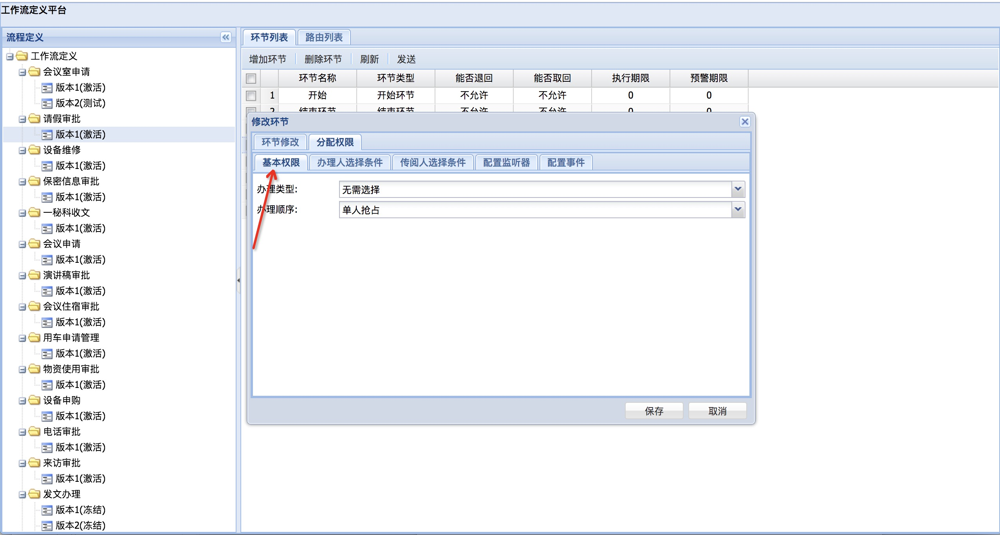 工作流定义平台
流程定义
工作流定义
会议室申请
版本1(激活)
版本2(测试)
请假审批
版本1(激活)
设备维修
版本1(激活)
保密信息审批
版本1(激活)
一秘科收文
版本1(激活)
会议申请
版本1(激活)
演讲稿审批
版本1(激活)
会议住宿审批
版本1(激活)
用车申请管理
版本1(激活)
物资使用审批
版本1(激活)
设备申购
版本1(激活)
电话审批
版本1(激活)
来访审批
版本1(激活)
发文办理
版本1(冻结)
版本2(冻结)
环节列表 路由列表
增加环节 删除环节 刷新 发送
环节名称 环节类型 能否退回 能否取回 执行期限 预警期限
1 开始 开始环节 不允许 不允许 0 0
2 结束环节 结束环节 不允许 不允许 0 0
修改环节
环节修改 分配权限
基本权限 办理人选择条件 传阅人选择条件 配置监听器 配置事件
办理类型: 无需选择
办理顺序: 单人抢占
保存 取消